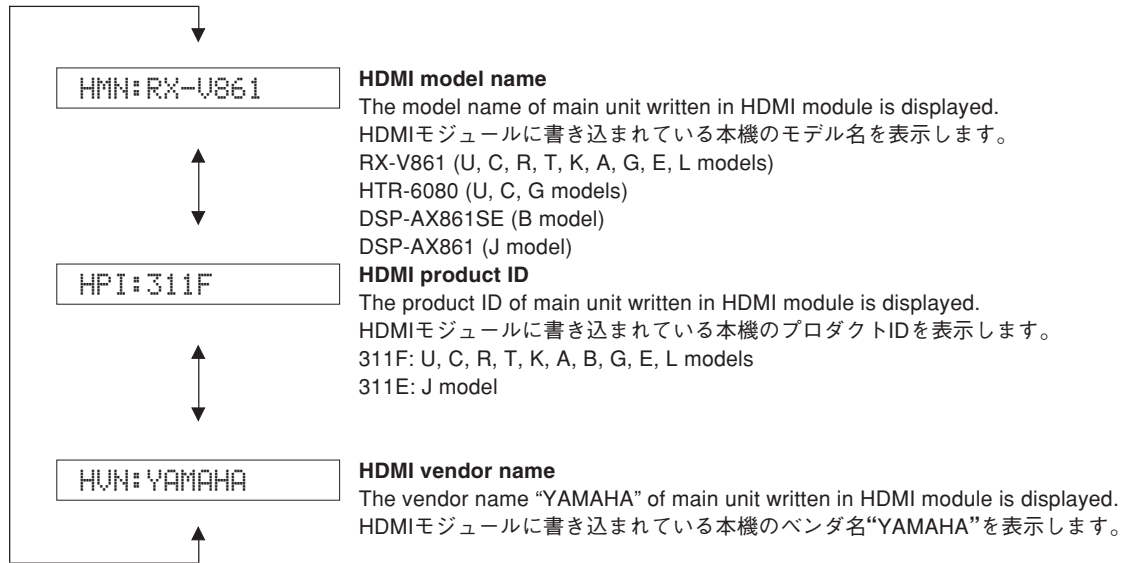 HMN:RX-V861
HDMI model name
The model name of main unit written in HDMI module is displayed.
HDMIモジュールに書き込まれている本機のモデル名を表示します。
RX-V861 (U, C, R, T, K, A, G, E, L models)
HTR-6080 (U, C, G models)
DSP-AX861SE (B model)
DSP-AX861 (J model)
HPI:311F
HDMI product ID
The product ID of main unit written in HDMI module is displayed.
HDMIモジュールに書き込まれている本機のプロダクトIDを表示します。
311F: U, C, R, T, K, A, B, G, E, L models
311E: J model
HVN:YAMAHA
HDMI vendor name
The vendor name “YAMAHA” of main unit written in HDMI module is displayed.
HDMIモジュールに書き込まれている本機のベンダ名“YAMAHA”を表示します。